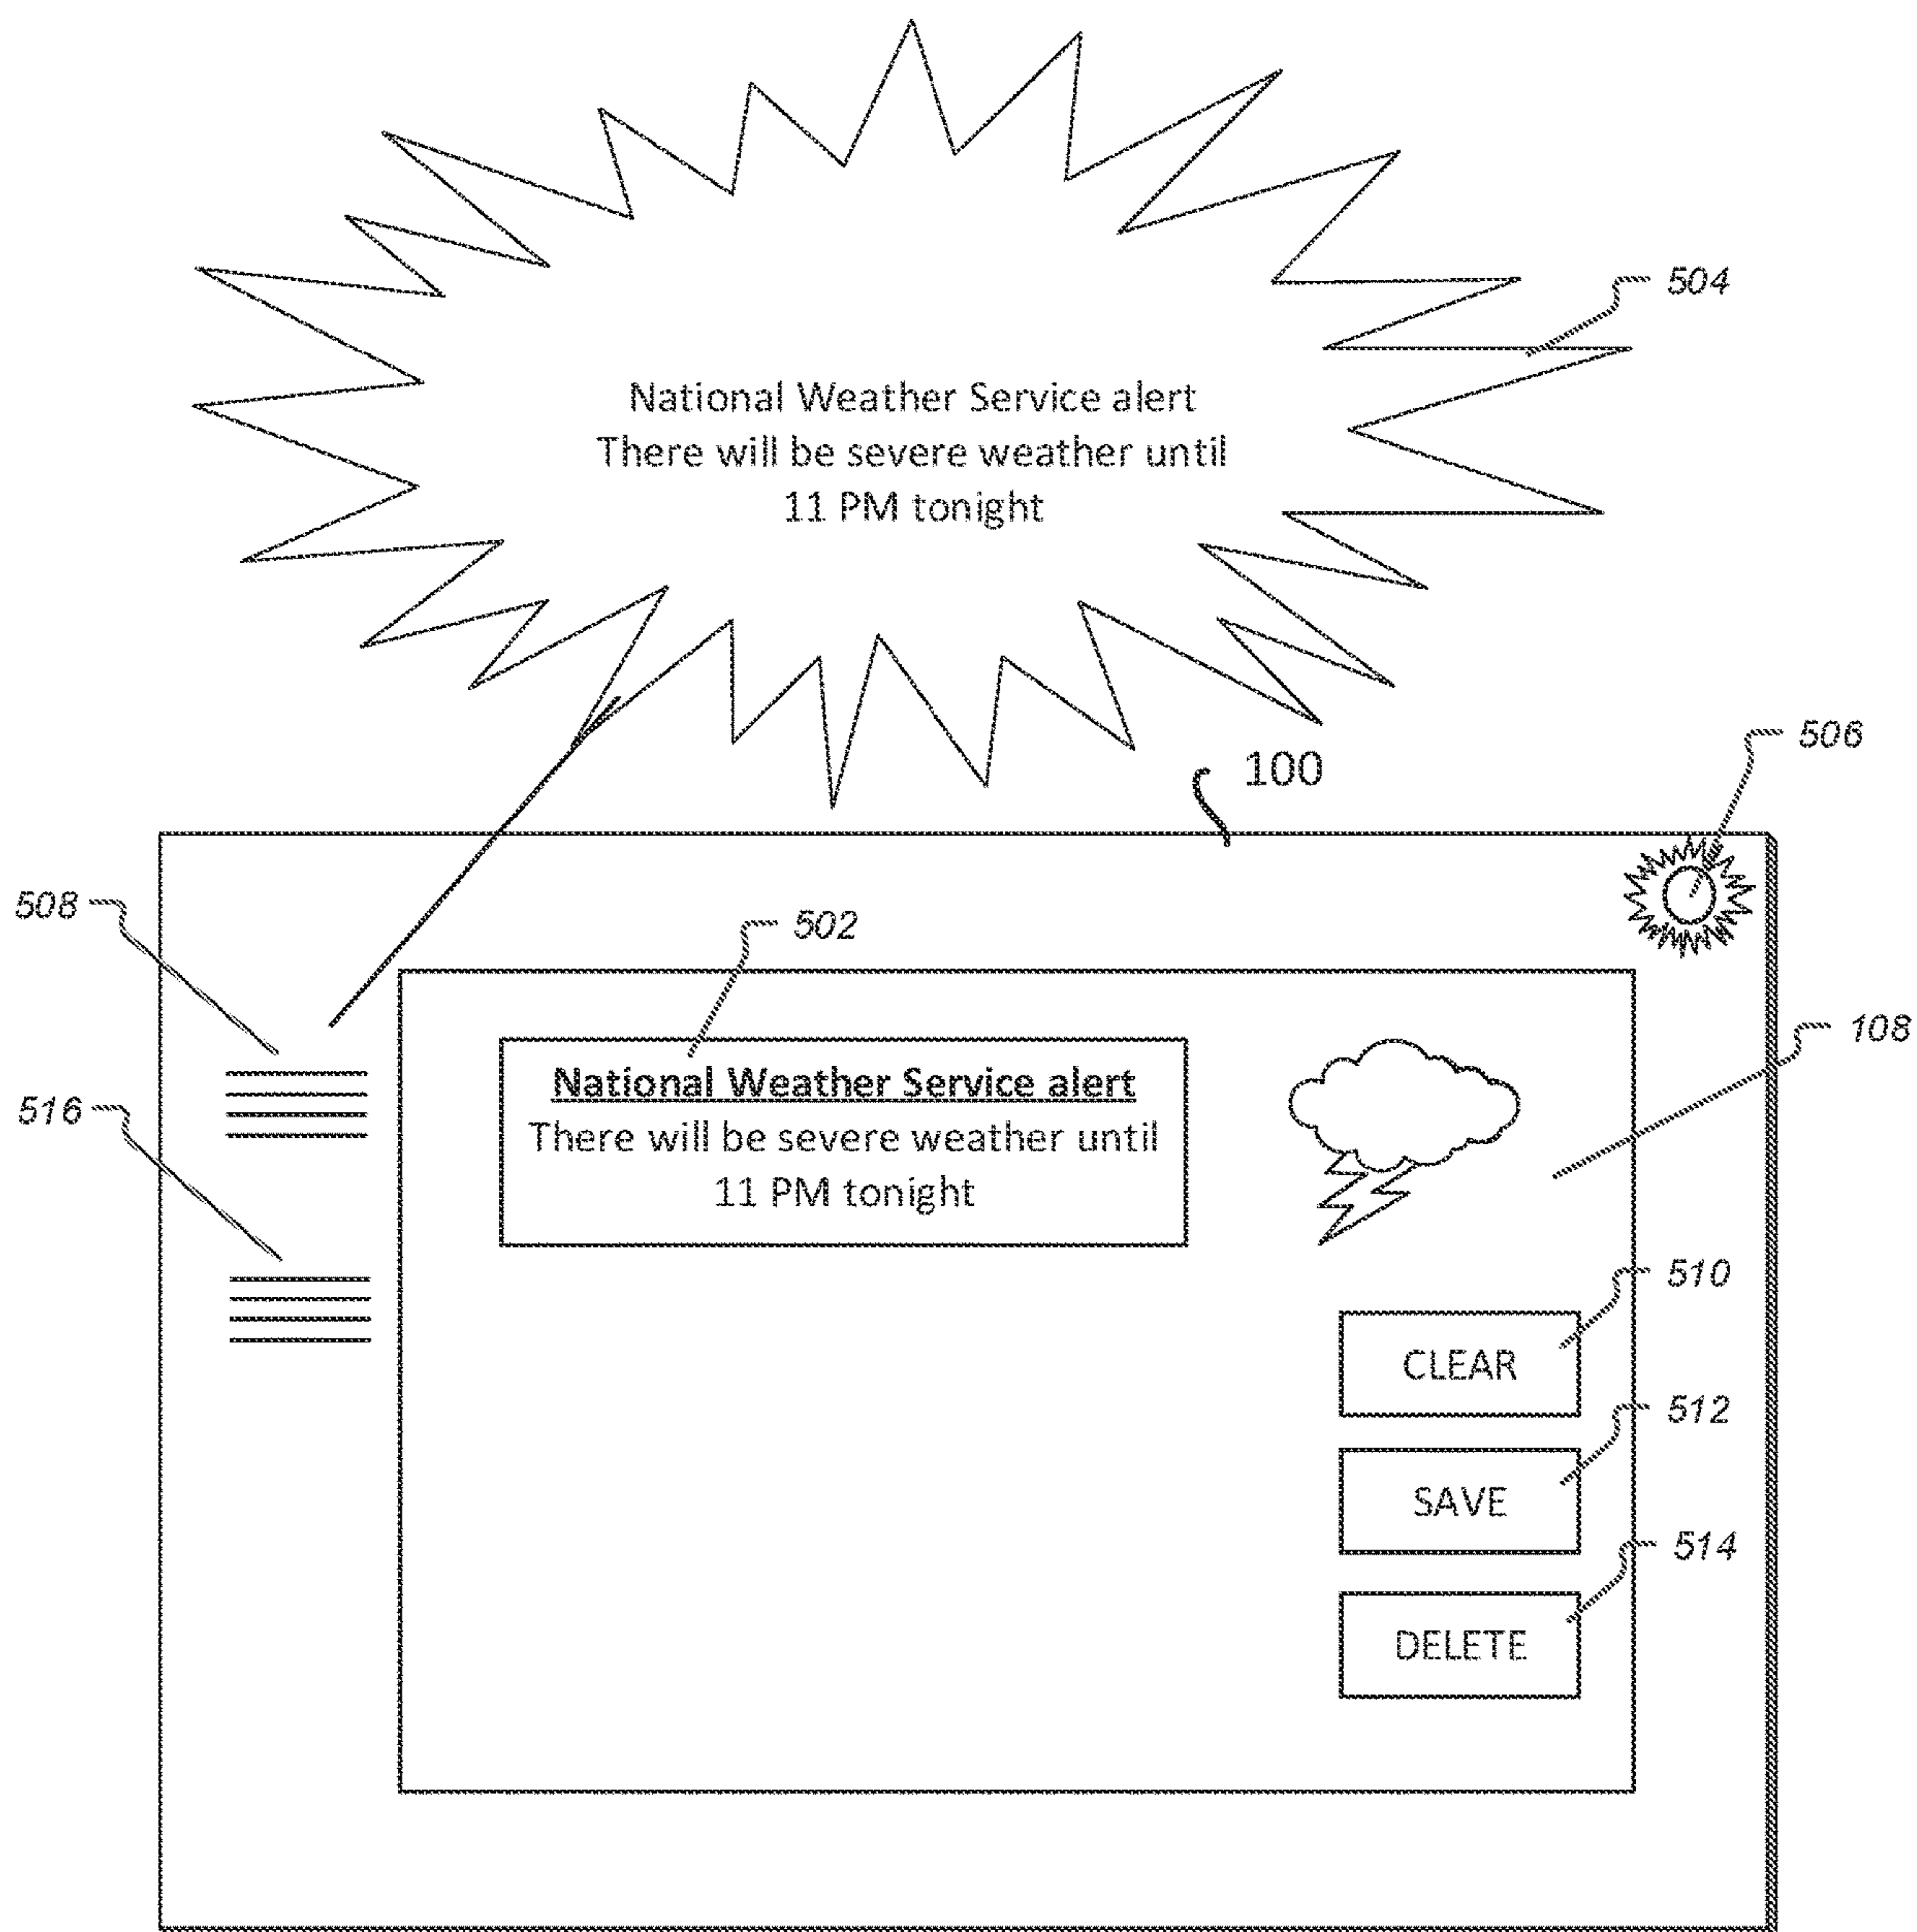 504
National Weather Service alert
There will be severe weather until
11 PM tonight
506
100
508
502
108
National Weather Service alert
There will be severe weather until
11 PM tonight
516
510
CLEAR
512
SAVE
514
DELETE